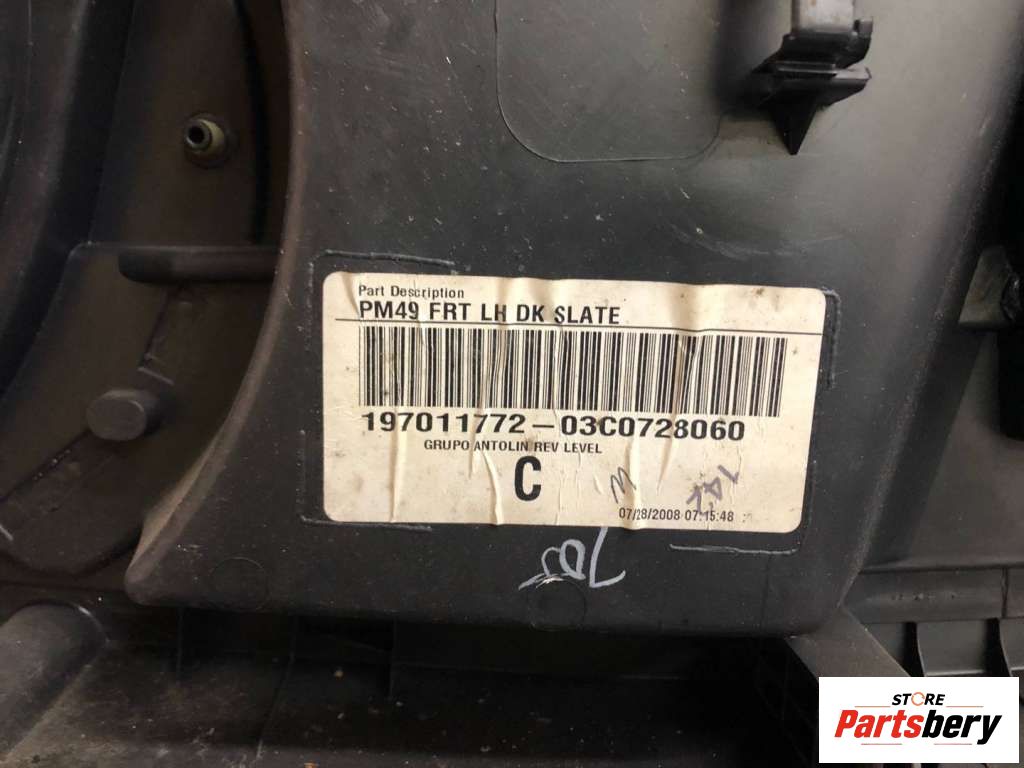 Part Description
PM49 FRT LH DK SLATE
197011772-03C0728060
GRUPO ANTOLIN REV LEVEL
C
07/28/2008 07:15:48
STORE
Partsbery